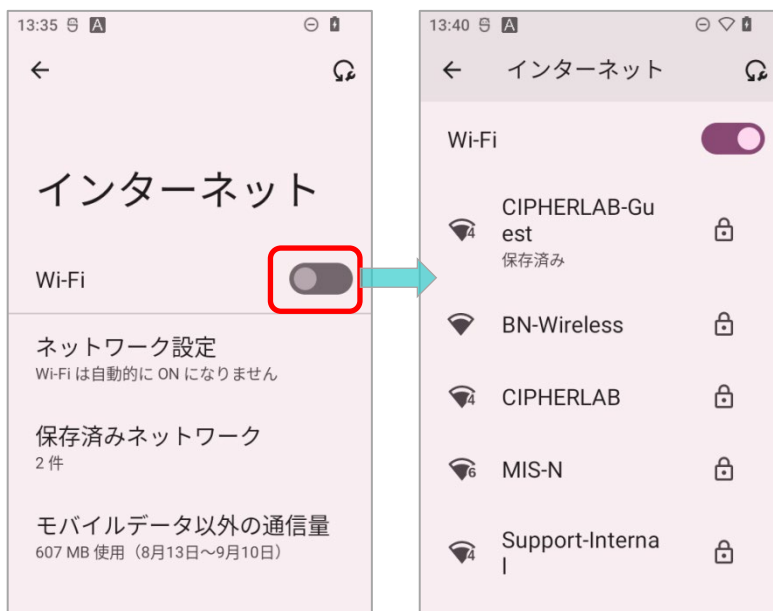 13:35
インターネット
Wi-Fi
ネットワーク設定
Wi-Fi は自動的に ON になりません
保存済みネットワーク
2 件
モバイルデータ以外の通信量
607 MB 使用（8月13日～9月10日）
13:40
インターネット
Wi-Fi
CIPHERLAB-Gu
est
保存済み
4
BN-Wireless
CIPHERLAB
4
MIS-N
6
Support-Interna
l
4